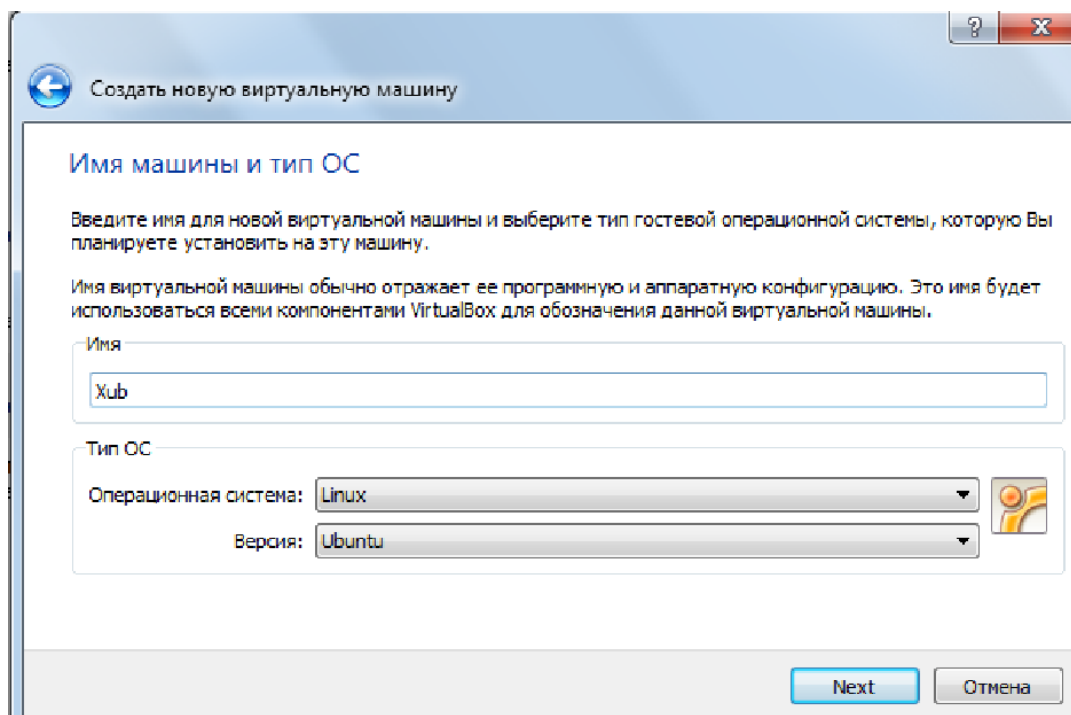 ?
X
Создать новую виртуальную машину
Имя машины и тип ОС
Введите имя для новой виртуальной машины и выберите тип гостевой операционной системы, которую Вы
планируете установить на эту машину.
Имя виртуальной машины обычно отражает ее программную и аппаратную конфигурацию. Это имя будет
использоваться всеми компонентами VirtualBox для обозначения данной виртуальной машины.
Имя
Xub
Тип ОС
Операционная система: Linux
Версия: Ubuntu
Next Отмена